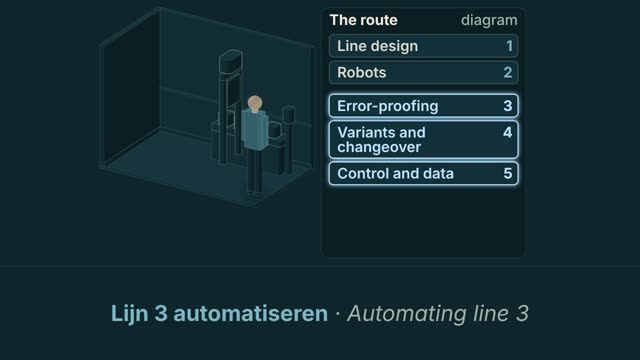 The route diagram
Line design 1
Robots 2
Error-proofing 3
Variants and 4
changeover
Control and data 5
Lijn 3 automatiseren · Automating line 3